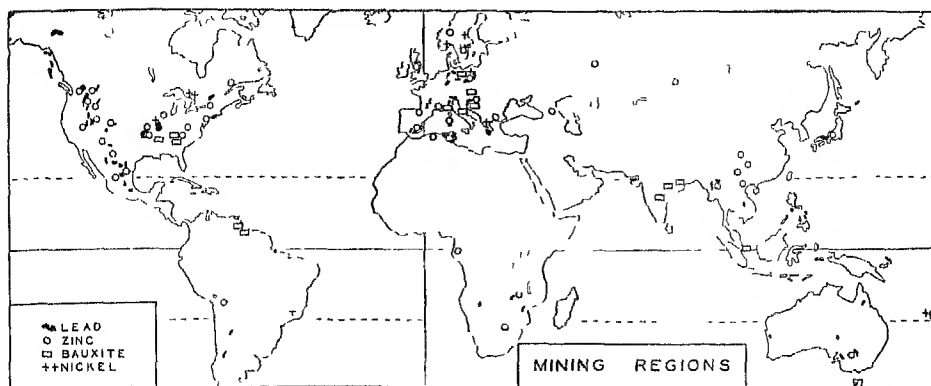 LEAD
ZINC
BAUXITE
++NICKEL
MINING REGIONS